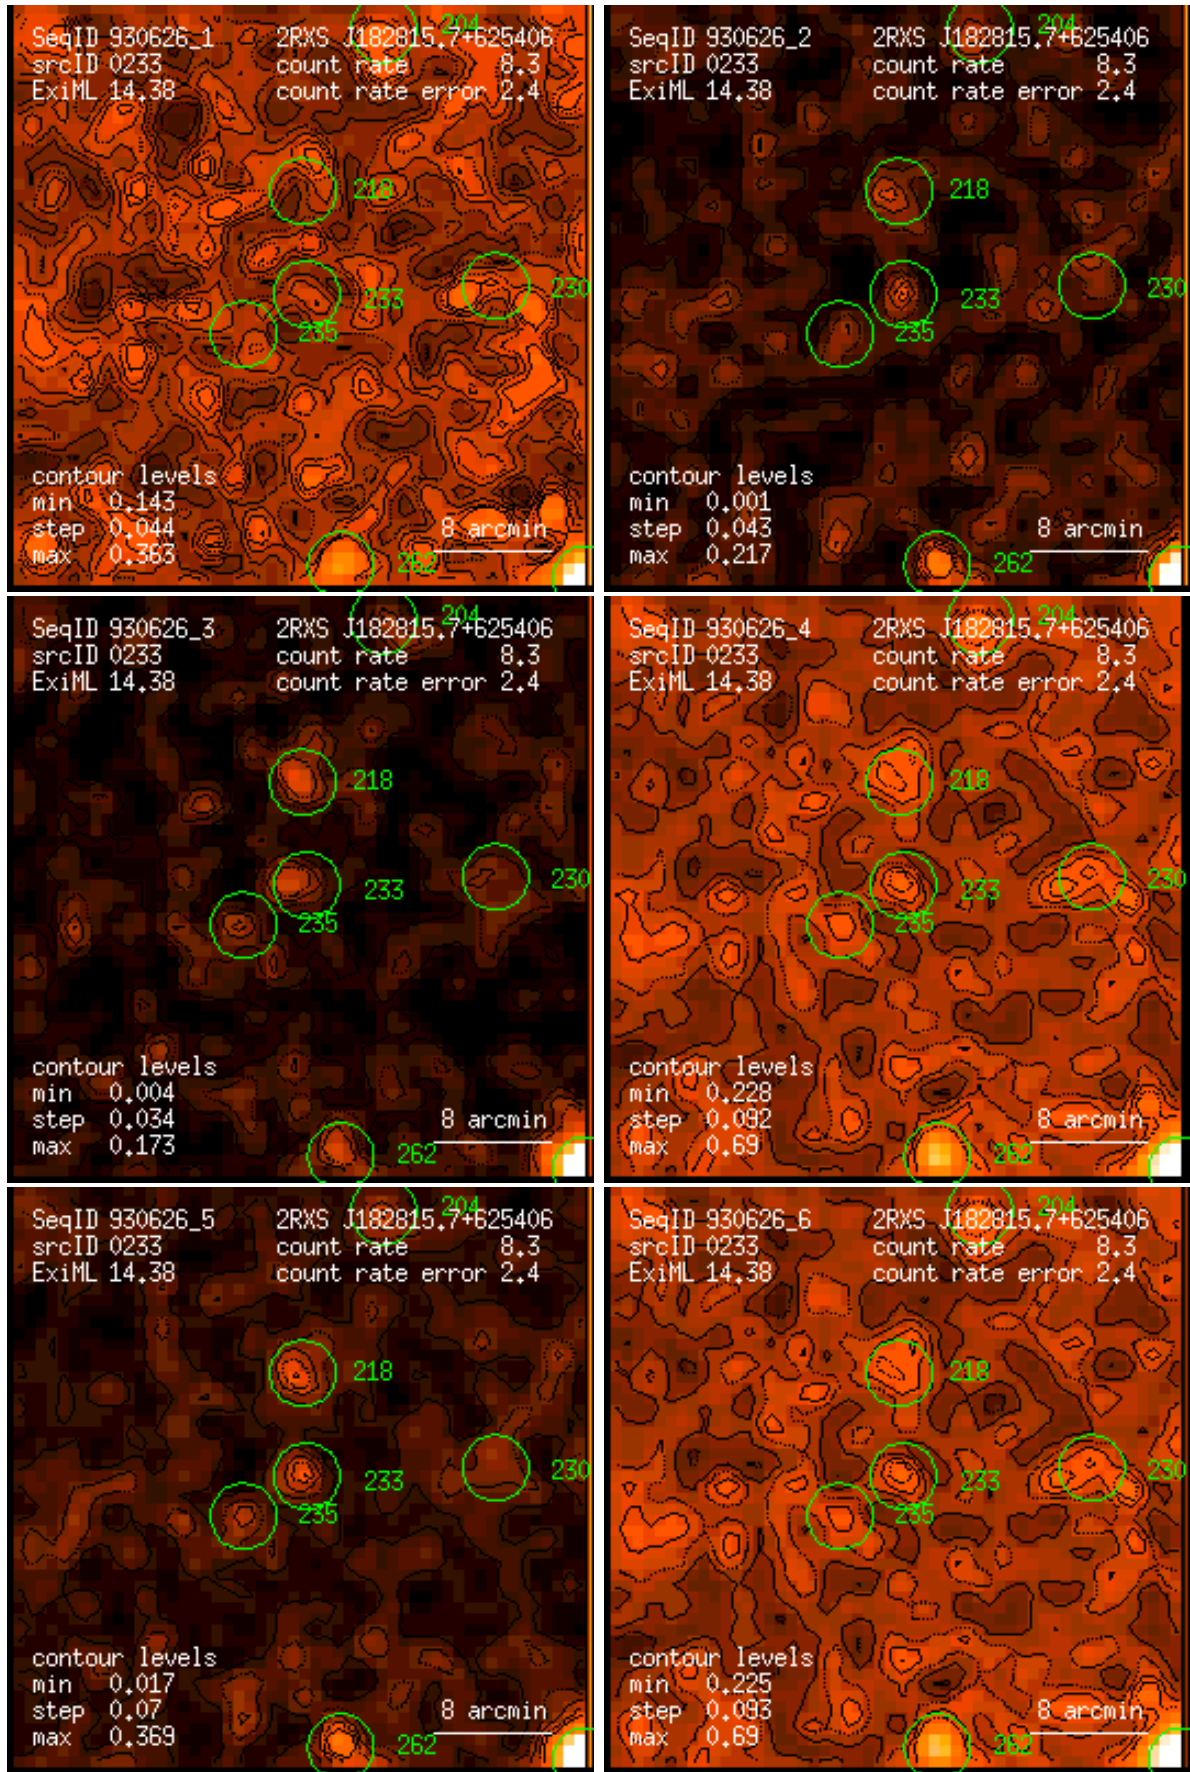 204
SeqID 930626_1 2RXS J182815.7+625406
srcID 0233 count rate 8.3
ExiML 14.38 count rate error 2.4
218
230
233
235
contour levels
min 0.143
step 0.044
max 0.363
8 arcmin
262
204
SeqID 930626_2 2RXS J182815.7+625406
srcID 0233 count rate 8.3
ExiML 14.38 count rate error 2.4
218
230
233
235
contour levels
min 0.001
step 0.043
max 0.217
8 arcmin
262
204
SeqID 930626_3 2RXS J182815.7+625406
srcID 0233 count rate 8.3
ExiML 14.38 count rate error 2.4
218
230
233
235
contour levels
min 0.004
step 0.034
max 0.173
8 arcmin
262
204
SeqID 930626_4 2RXS J182815.7+625406
srcID 0233 count rate 8.3
ExiML 14.38 count rate error 2.4
218
230
233
235
contour levels
min 0.228
step 0.092
max 0.69
8 arcmin
262
204
SeqID 930626_5 2RXS J182815.7+625406
srcID 0233 count rate 8.3
ExiML 14.38 count rate error 2.4
218
230
233
235
contour levels
min 0.017
step 0.07
max 0.369
8 arcmin
262
204
SeqID 930626_6 2RXS J182815.7+625406
srcID 0233 count rate 8.3
ExiML 14.38 count rate error 2.4
218
230
233
235
contour levels
min 0.225
step 0.093
max 0.69
8 arcmin
262